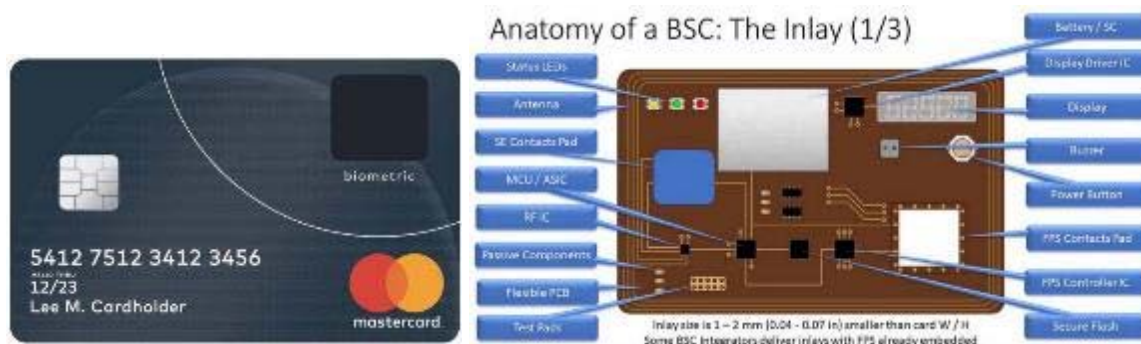 biometric
5412 7512 3412 3456
VALID THRU
12/23
Lee M. Cardholder
mastercard
Anatomy of a BSC: The Inlay (1/3)
Status LEDs
Antenna
SE Contacts Pad
MCU / ASIC
RF IC
Passive Components
Flexible PCB
Test Pads
Battery / SC
Display Driver IC
Display
Buzzer
Power Button
FPS Contacts Pad
FPS Controller IC
Secure Flash
Inlay size is 1 – 2 mm (0.04 - 0.07 in) smaller than card W / H
Some BSC Integrators deliver inlays with FPS already embedded